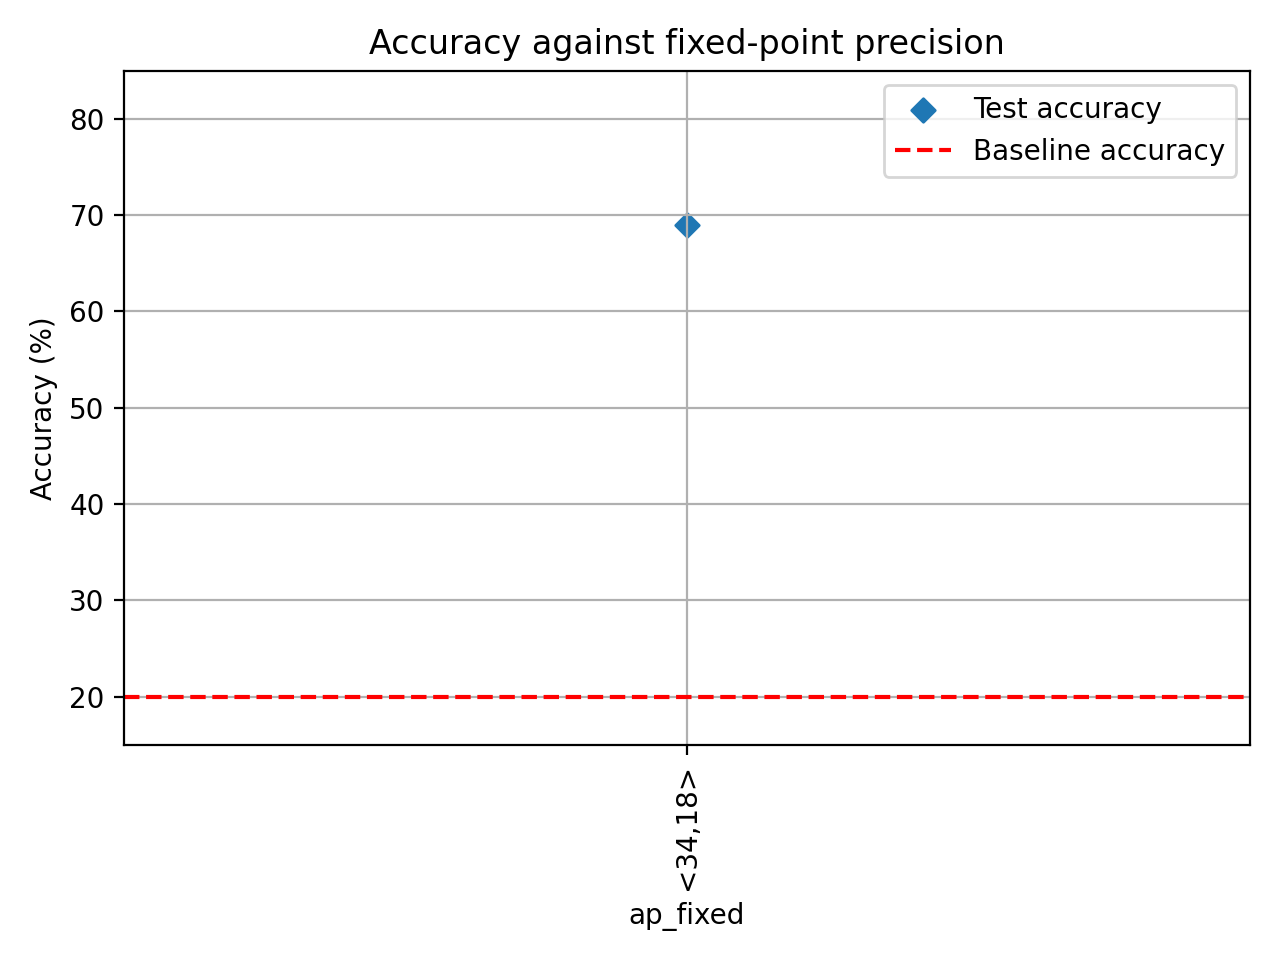 Accuracy against fixed-point precision
Test accuracy
Baseline accuracy
Accuracy (%)
80
70
60
50
40
30
20
<34,18>
ap_fixed